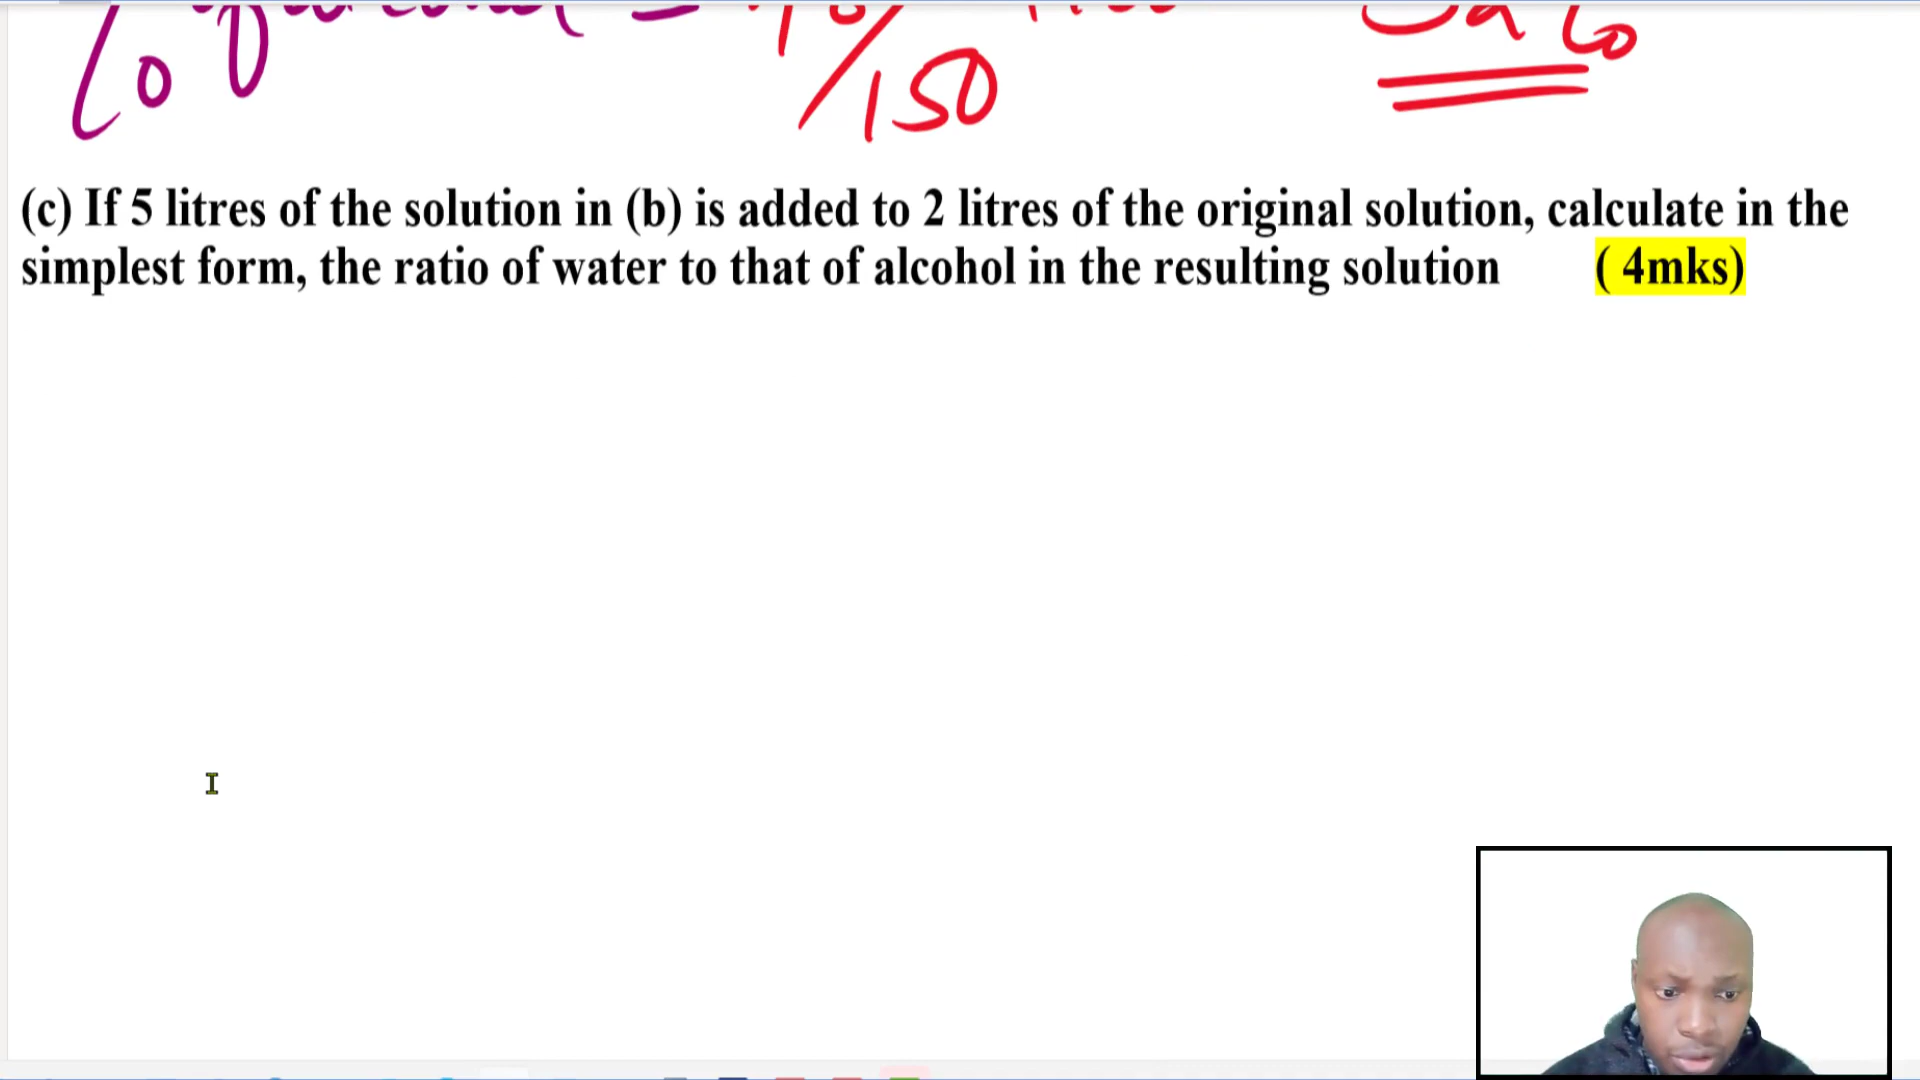 150
(c) If 5 litres of the solution in (b) is added to 2 litres of the original solution, calculate in the
simplest form, the ratio of water to that of alcohol in the resulting solution ( 4mks)